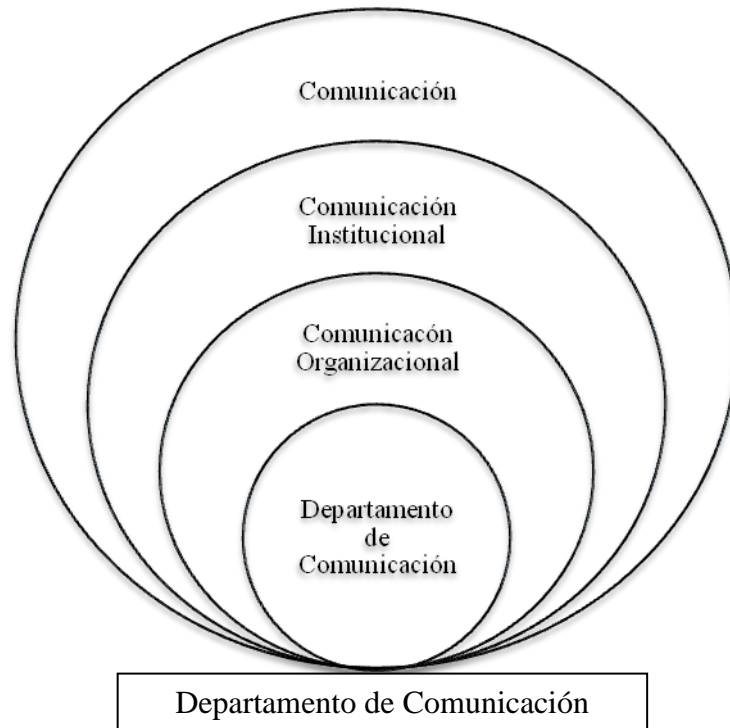 Comunicación
Comunicación
Institucional
Comunicacón
Organizacional
Departamento
de
Comunicación
Departamento de Comunicación